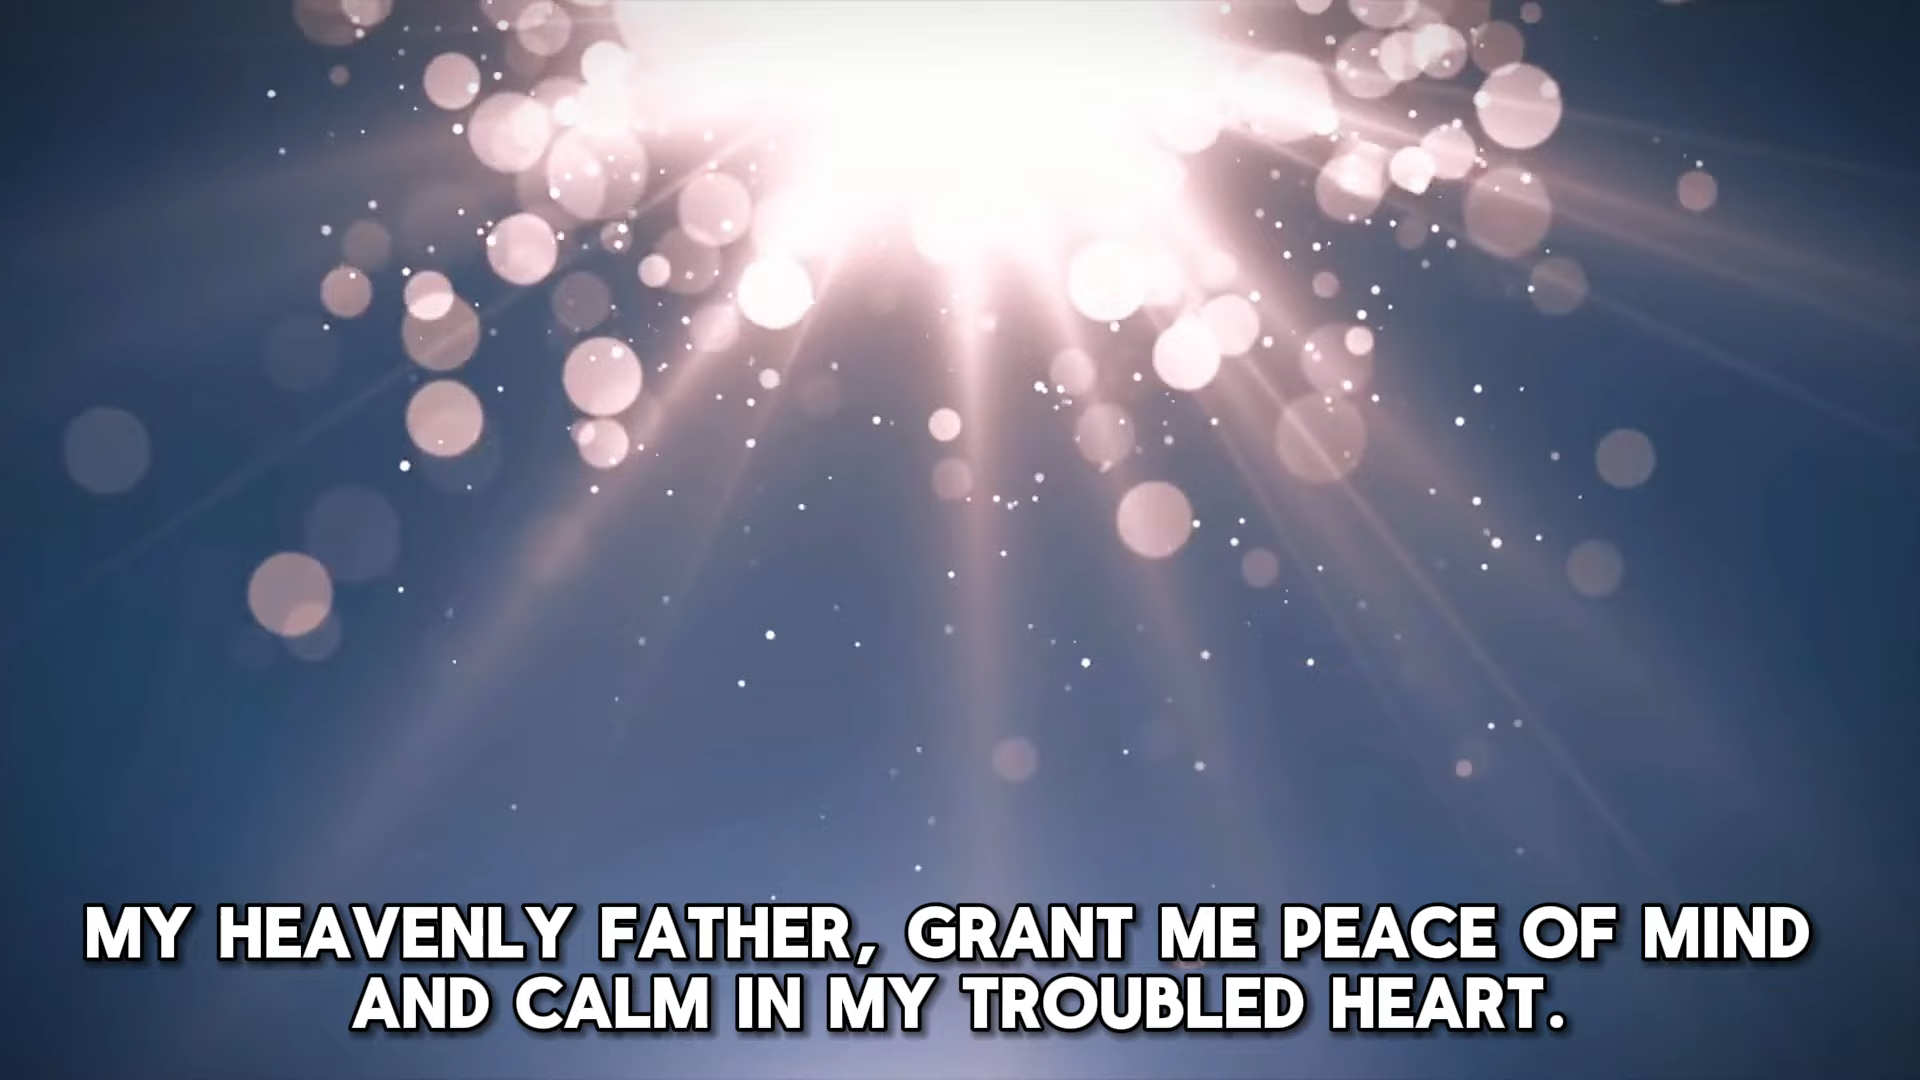 MY HEAVENLY FATHER, GRANT ME PEACE OF MIND
AND CALM IN MY TROUBLED HEART.